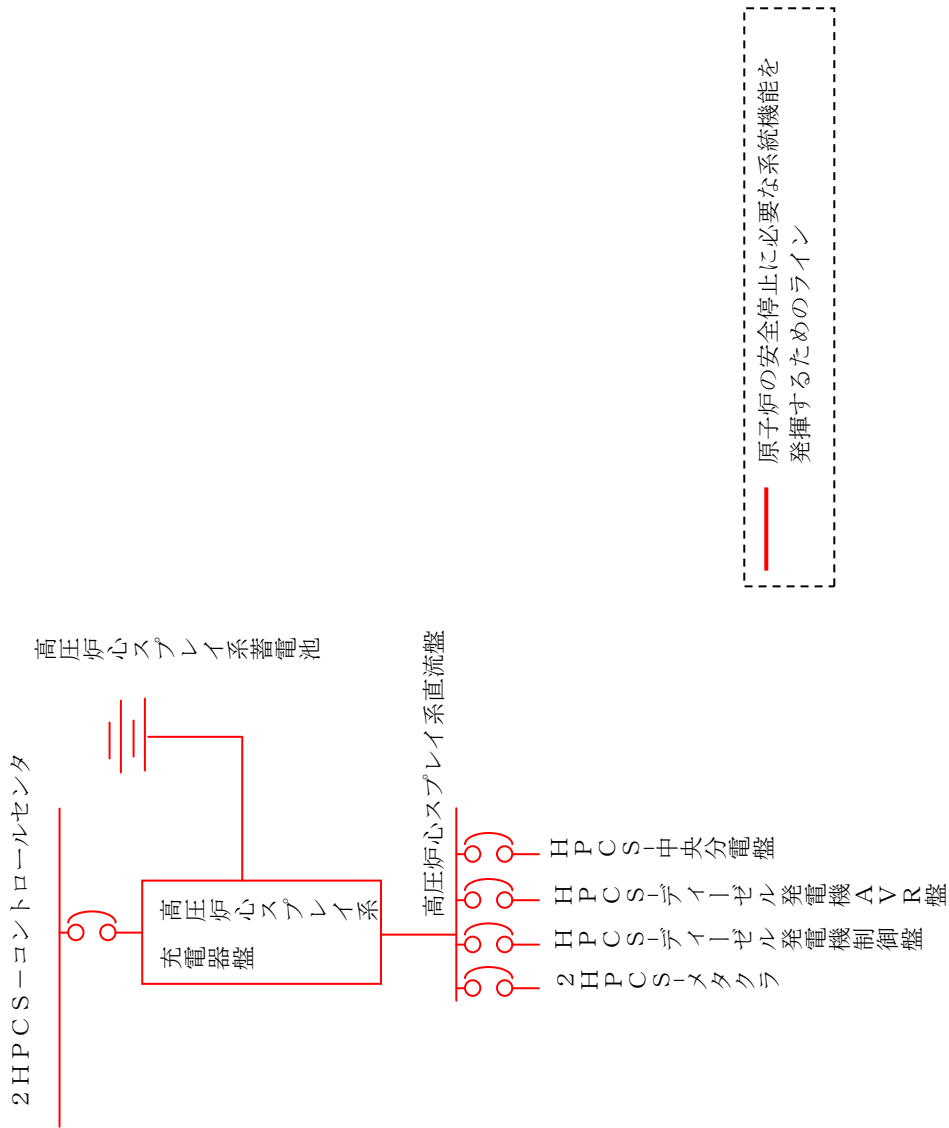 2HPCS-コントロールセンタ
高圧炉心スプレイ系蓄電池
高圧炉心スプレイ系
充電器盤
高圧炉心スプレイ系直流盤
2HPCS-メタクラ
HPCS-ディーゼル発電機制御盤
HPCS-ディーゼル発電機AVR盤
HPCS-中央分電盤
原子炉の安全停止に必要な系統機能を
発揮するためのライン